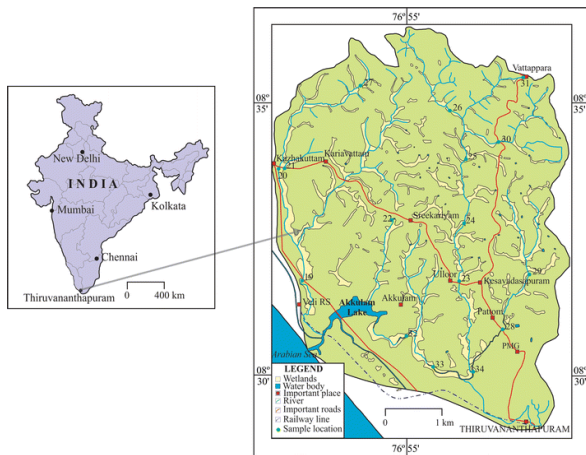 New Delhi
INDIA
Kolkata
Mumbai
Chennai
Thiruvananthapuram
0 400 km
76° 55'
08°
35
08°
35
Vattappara
31
27
26
30
25
Kazhakuttam
Kariavattam
21
20
22
Sreekariyam
24
19
Ulloor
23
29
Kesavadasapuram
Veli RS
Akkulam
Lake
Akkulam
Pattom
28
32
PMG
33
34
Arabian Sea
08°
30
08°
30
LEGEND
Wetlands
Water body
Important place
River
Important roads
Railway line
Sample location
0 1 km
THIRUVANANTHAPURAM
76° 55'